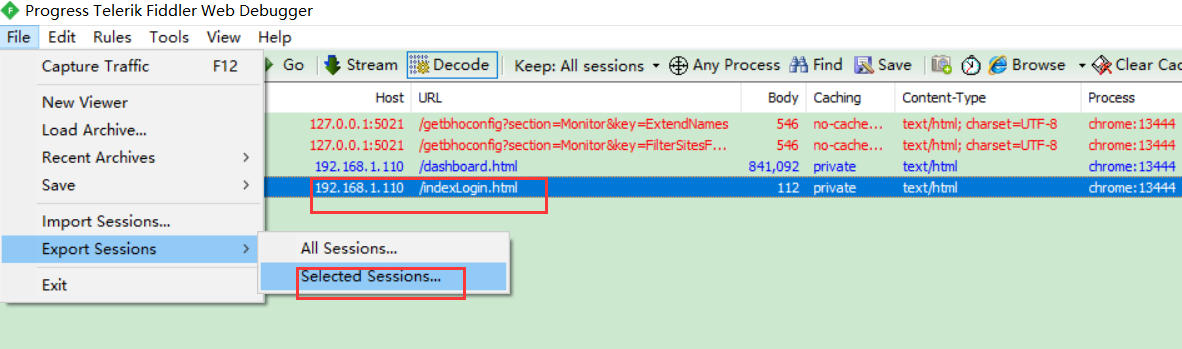 Progress Telerik Fiddler Web Debugger
File Edit Rules Tools View Help
Capture Traffic F12
Go Stream Decode Keep: All sessions Any Process Find Save Browse Clear Cac
New Viewer
Load Archive...
Recent Archives
Save
Import Sessions...
Export Sessions
Exit
All Sessions...
Selected Sessions...
Host URL Body Caching Content-Type Process
127.0.0.1:5021 /getbhoconfig?section=Monitor&key=ExtendNames 546 no-cache... text/html; charset=UTF-8 chrome:13444
127.0.0.1:5021 /getbhoconfig?section=Monitor&key=FilterSitesF... 546 no-cache... text/html; charset=UTF-8 chrome:13444
192.168.1.110 /dashboard.html 841,092 private text/html chrome:13444
192.168.1.110 /indexLogin.html 112 private text/html chrome:13444